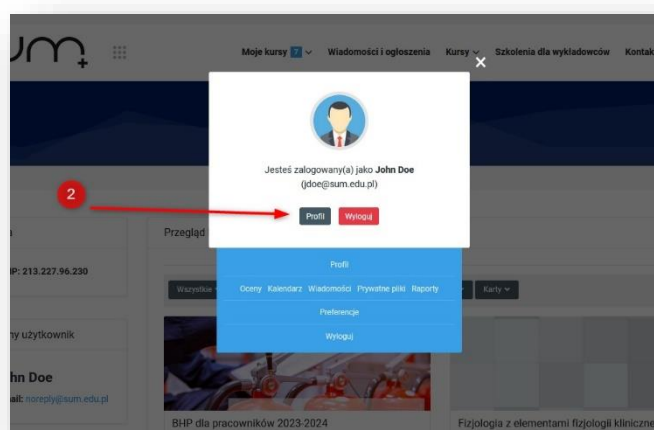 um
Moje kursy 7 Wiadomości i ogłoszenia Kursy Szkolenia dla wykładowców Kontak
×
Jesteś zalogowany(a) jako John Doe
(jdoe@sum.edu.pl)
2
Profil Wyloguj
Przegląd
IP: 213.227.96.230
Profil
Wszystkie
Oceny Kalendarz Wiadomości Prywatne pliki Raporty
Karty
Preferencje
Wyloguj
ny użytkownik
hn Doe
ail: noreply@sum.edu.pl
BHP dla pracowników 2023-2024
Fizjologia z elementami fizjologii kliniczne